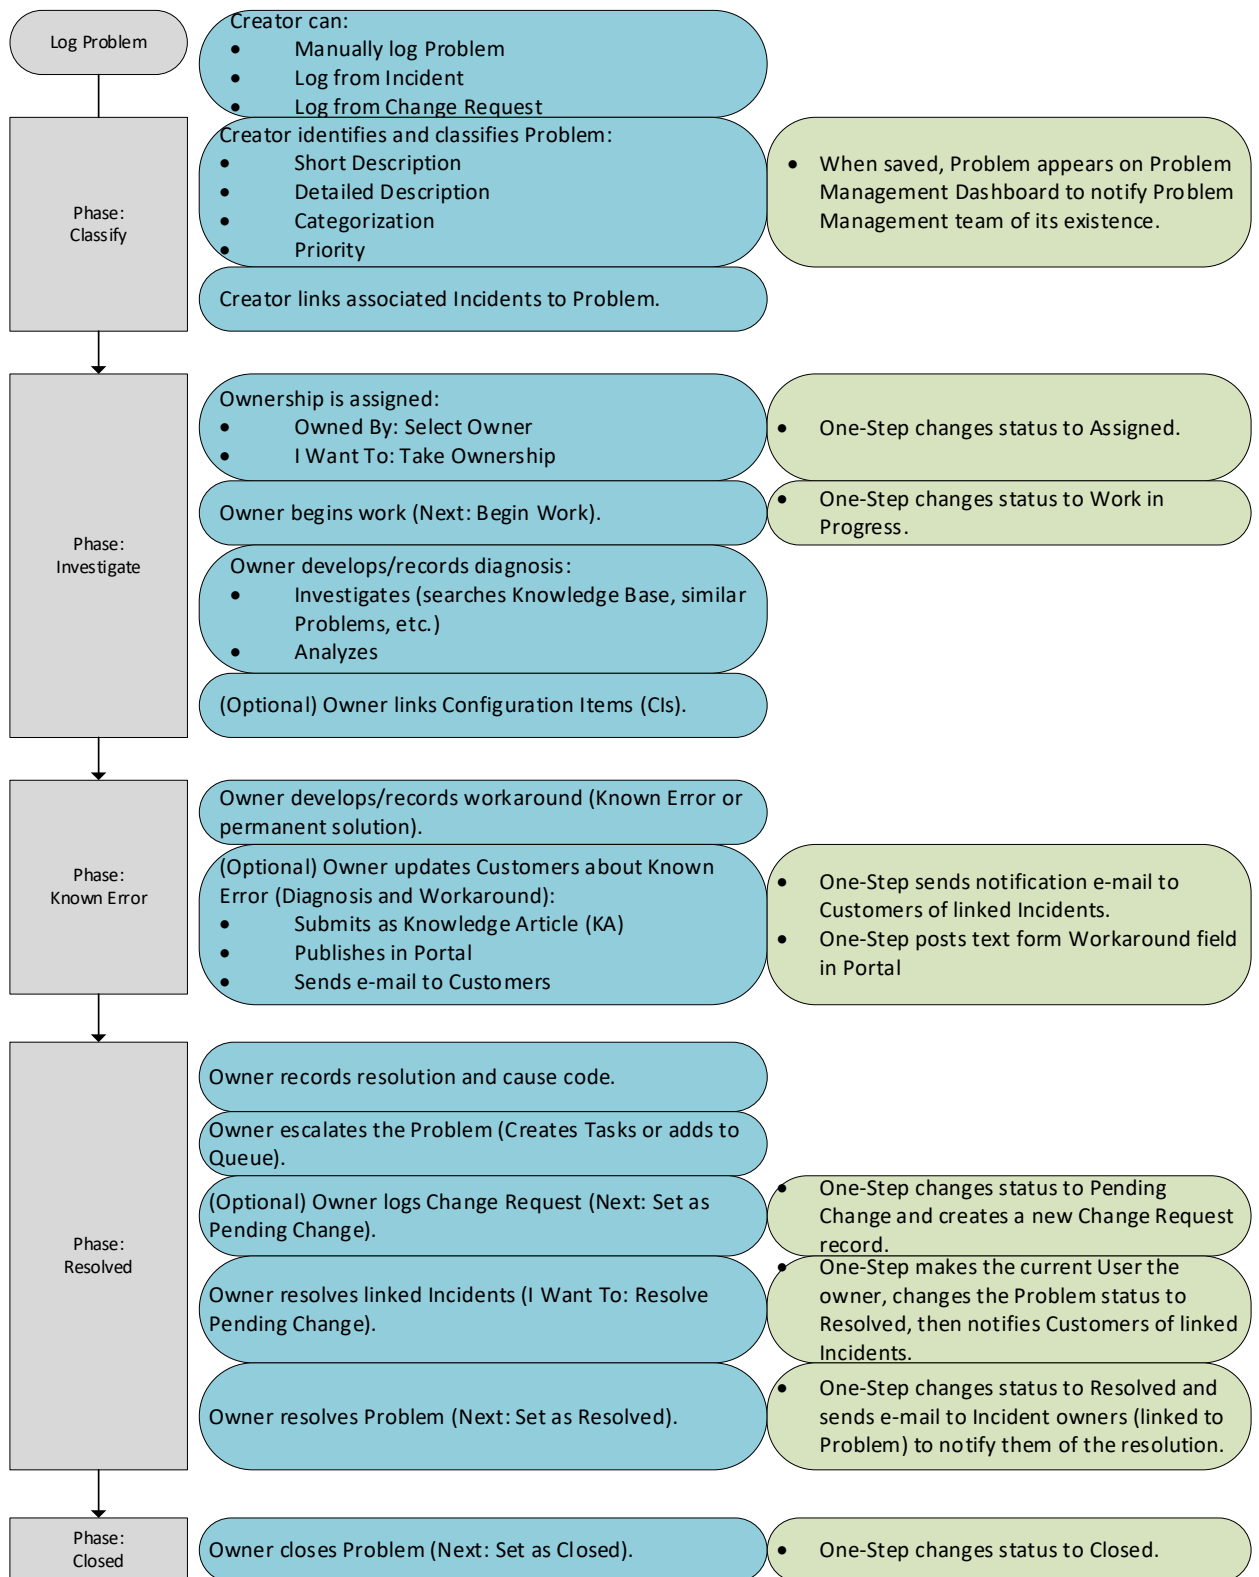 Log Problem
Creator can:
• Manually log Problem
• Log from Incident
• Log from Change Request
Phase:
Classify
Creator identifies and classifies Problem:
• Short Description
• Detailed Description
• Categorization
• Priority
• When saved, Problem appears on Problem
Management Dashboard to notify Problem
Management team of its existence.
Creator links associated Incidents to Problem.
Phase:
Investigate
Ownership is assigned:
• Owned By: Select Owner
• I Want To: Take Ownership
• One-Step changes status to Assigned.
Owner begins work (Next: Begin Work).
• One-Step changes status to Work in
Progress.
Owner develops/records diagnosis:
• Investigates (searches Knowledge Base, similar
Problems, etc.)
• Analyzes
(Optional) Owner links Configuration Items (CIs).
Phase:
Known Error
Owner develops/records workaround (Known Error or
permanent solution).
(Optional) Owner updates Customers about Known
Error (Diagnosis and Workaround):
• Submits as Knowledge Article (KA)
• Publishes in Portal
• Sends e-mail to Customers
• One-Step sends notification e-mail to
Customers of linked Incidents.
• One-Step posts text form Workaround field
in Portal
Phase:
Resolved
Owner records resolution and cause code.
Owner escalates the Problem (Creates Tasks or adds to
Queue).
(Optional) Owner logs Change Request (Next: Set as
Pending Change).
• One-Step changes status to Pending
Change and creates a new Change Request
record.
Owner resolves linked Incidents (I Want To: Resolve
Pending Change).
• One-Step makes the current User the
owner, changes the Problem status to
Resolved, then notifies Customers of linked
Incidents.
Owner resolves Problem (Next: Set as Resolved).
• One-Step changes status to Resolved and
sends e-mail to Incident owners (linked to
Problem) to notify them of the resolution.
Phase:
Closed
Owner closes Problem (Next: Set as Closed).
• One-Step changes status to Closed.